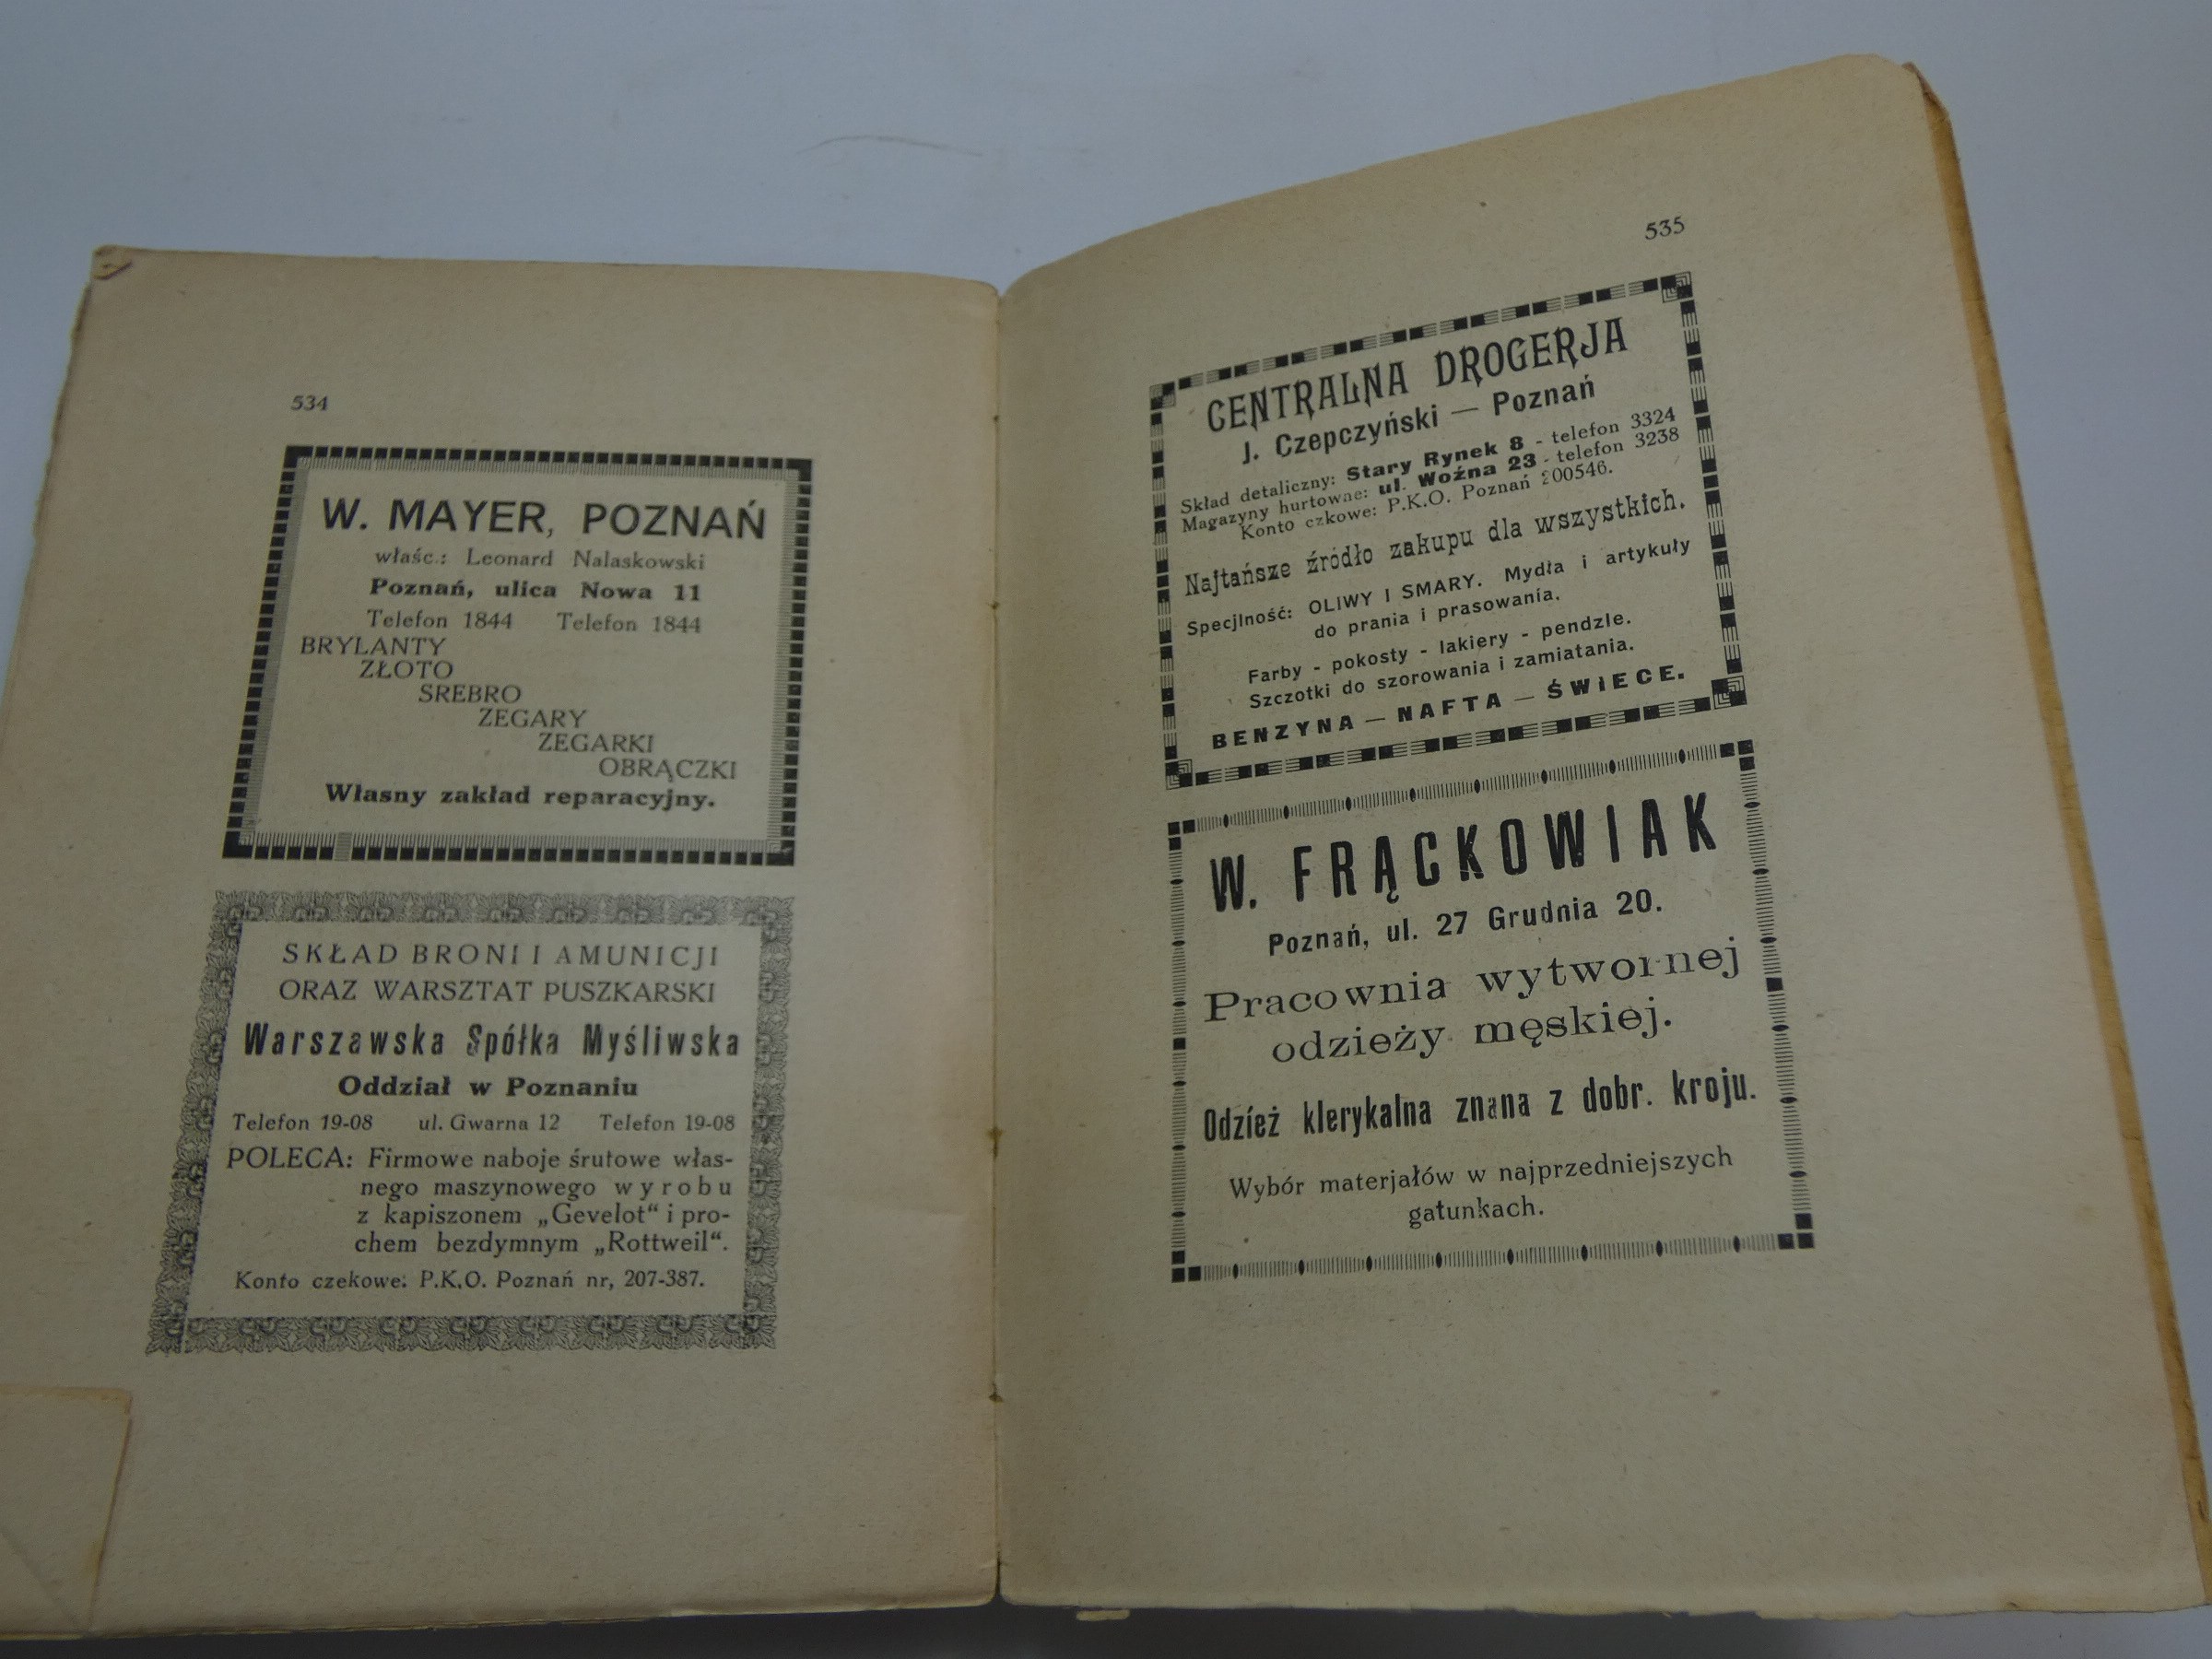 534
W. MAYER, POZNAŃ
właśc.: Leonard Nalaskowski
Poznań, ulica Nowa 11
Telefon 1844 Telefon 1844
BRYLANTY
ZŁOTO
SREBRO
ZEGARY
ZEGARKI
OBRĄCZKI
Własny zakład reparacyjny.
SKŁAD BRONI I AMUNICJI
ORAZ WARSZTAT PUSZKARSKI
Warszawska Spółka Myśliwska
Oddział w Poznaniu
Telefon 19-08 ul. Gwarna 12 Telefon 19-08
POLECA: Firmowe naboje śrutowe włas-
nego maszynowego wyrobu
z kapiszonem „Gevelot“ i pro-
chem bezdymnym „Rottweil“.
Konto czekowe: P.K.O. Poznań nr, 207-387.
535
CENTRALNA DROGERJA
J. Czepczyński — Poznań
Skład detaliczny: Stary Rynek 8 - telefon 3324
Magazyny hurtowne: ul. Woźna 23 - telefon 3238
Konto czkowe: P.K.O. Poznań 200546.
Najtańsze źródło zakupu dla wszystkich.
Specjlność: OLIWY I SMARY. Mydła i artykuły
do prania i prasowania.
Farby - pokosty - lakiery - pendzle.
Szczotki do szorowania i zamiatania.
BENZYNA — NAFTA — ŚWIECE.
W. FRĄCKOWIAK
Poznań, ul. 27 Grudnia 20.
Pracownia wytwornej
odzieży męskiej.
Odzież klerykalna znana z dobr. kroju.
Wybór materjałów w najprzedniejszych
gatunkach.